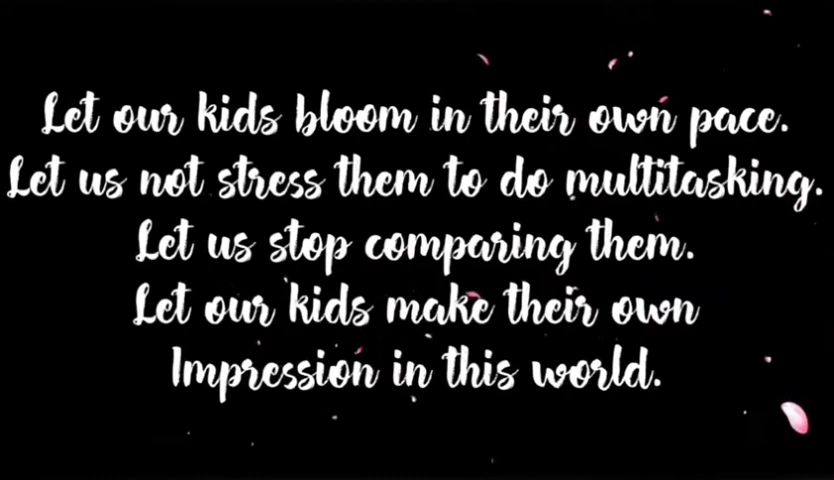 Let our kids bloom in their own pace.
Let us not stress them to do multitasking.
Let us stop comparing them.
Let our kids make their own
Impression in this world.